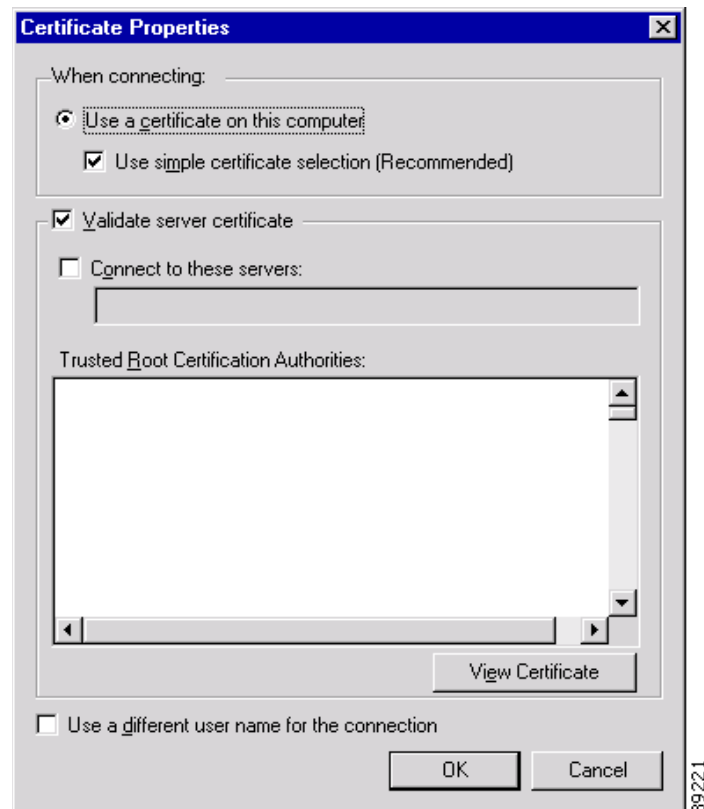 Certificate Properties
When connecting:
Use a certificate on this computer
Use simple certificate selection (Recommended)
Validate server certificate
Connect to these servers:
Trusted Root Certification Authorities:
View Certificate
Use a different user name for the connection
OK
Cancel
89221